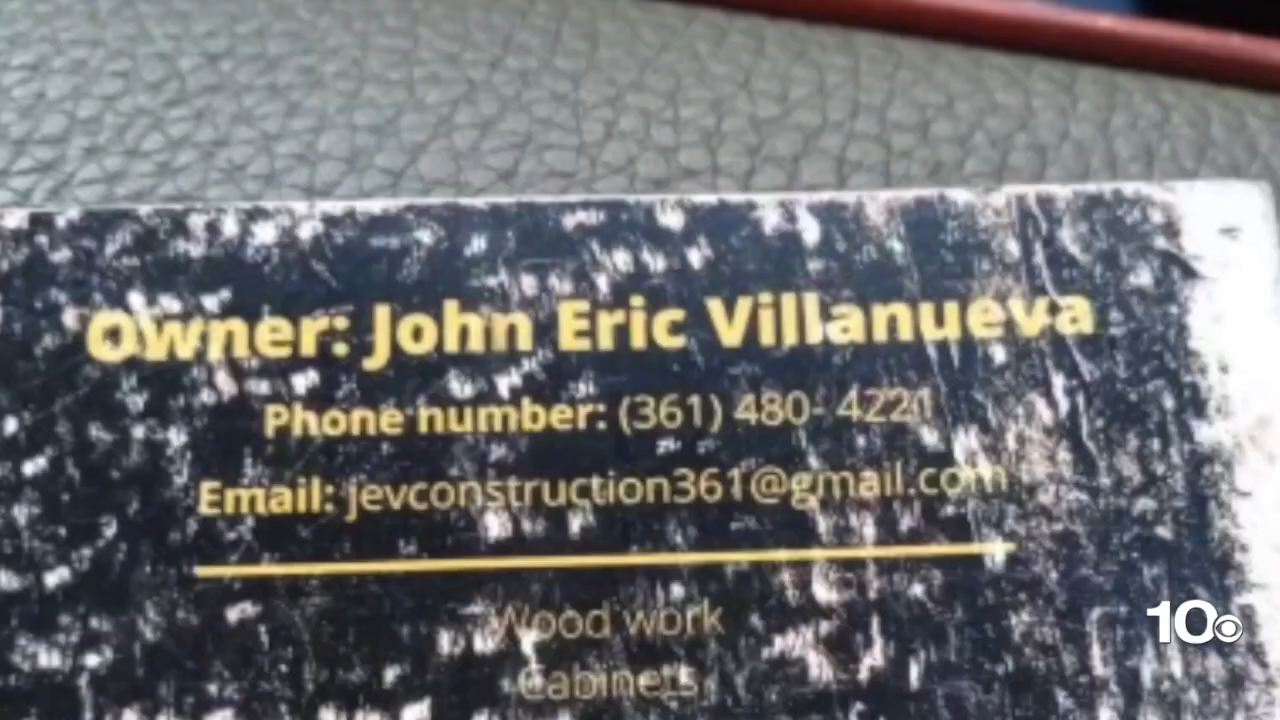 Owner: John Eric Villanueva
Phone number: (361) 480- 4221
Email: jevconstruction361@gmail.com
Wood work
Cabinets
10